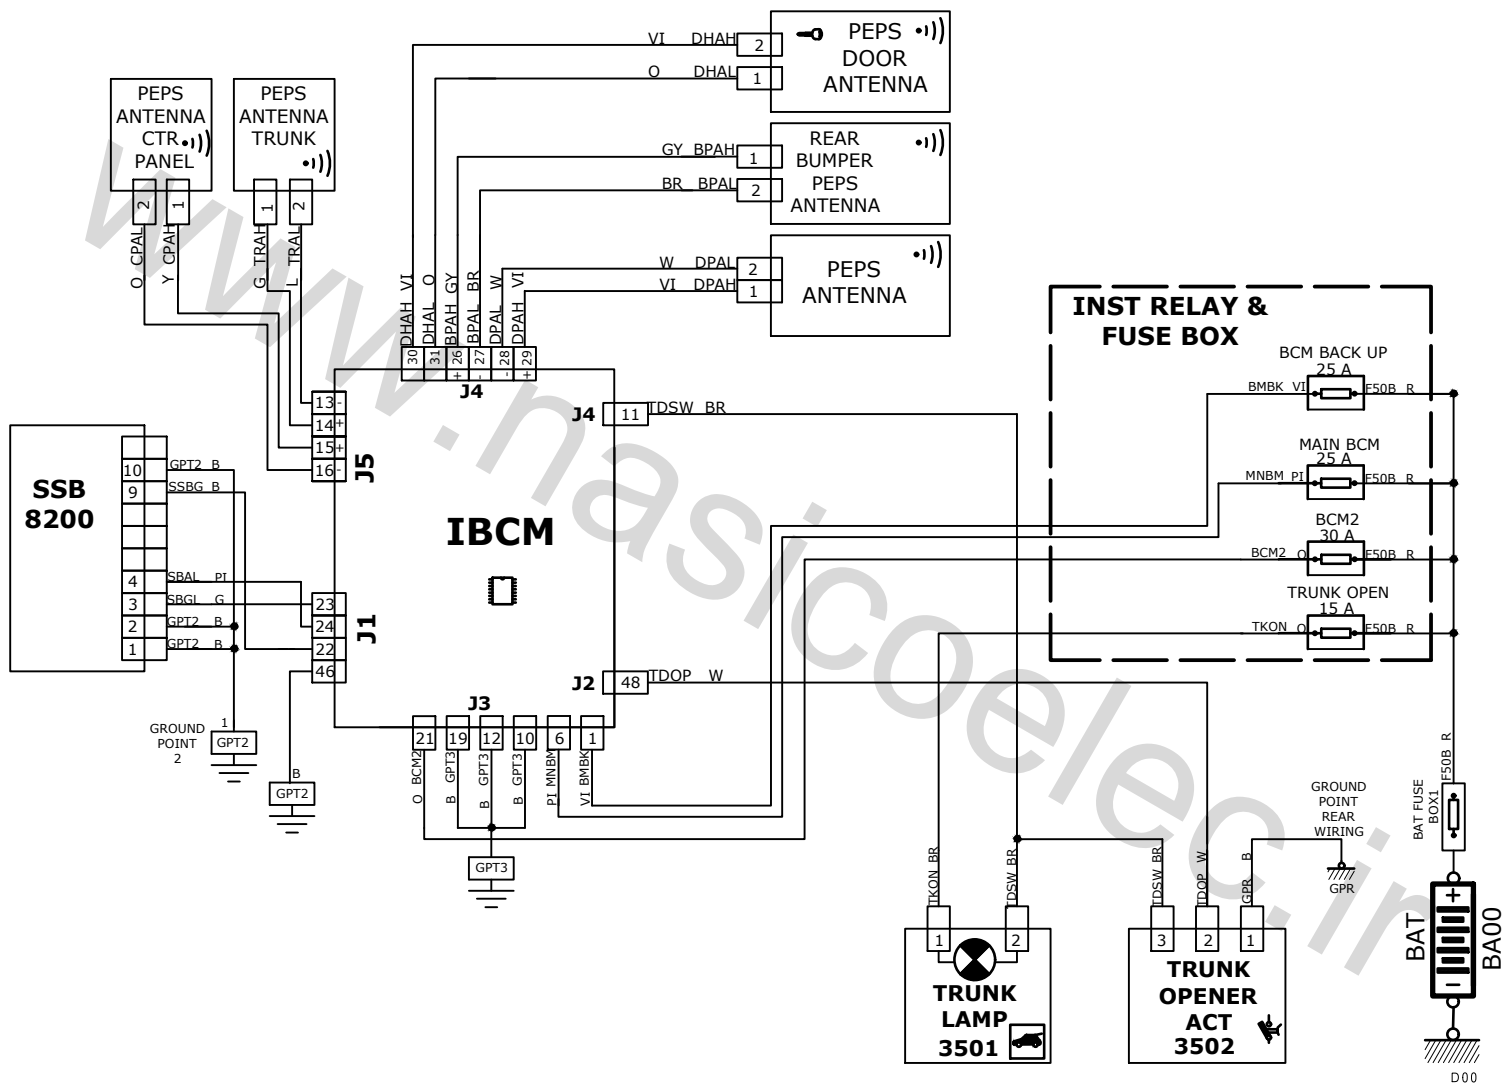 PEPS
DOOR
ANTENNA
VI DHAH 2
O DHAL 1
REAR
BUMPER
PEPS
ANTENNA
GY BPAH 1
BR BPAL 2
PEPS
ANTENNA
W DPAL 2
VI DPAH 1
PEPS
ANTENNA
CTR
PANEL
2 1
O CPAL
Y CPAH
PEPS
ANTENNA
TRUNK
1 2
G TRAH
L TRAL
DHAH VI
DHAL O
BPAH GY
BPAL BR
DPAL W
DPAH VI
30 31 26 27 28 29
+ - - +
J4
J4 11 TDSW BR
13 -
14 +
15 +
16 -
J5
IBCM
SSB
8200
10 GPT2 B
9 SSBG B
4 SBAL PI
3 SBGL G
2 GPT2 B
1 GPT2 B
23
24
22
46
J1
J2 48 TDOP W
J3
21 19 12 10 6 1
O BCM2
B GPT3
B GPT3
B GPT3
PI MNBM
VI BMBK
GROUND
POINT
2
1
GPT2
B
GPT2
GPT3
INST RELAY &
FUSE BOX
BCM BACK UP
25 A
BMBK VI F50B R
MAIN BCM
25 A
MNBM PI F50B R
BCM2
30 A
BCM2 O F50B R
TRUNK OPEN
15 A
TKON O F50B R
F50B R
BAT FUSE
BOX1
GROUND
POINT
REAR
WIRING
GPR
TKON BR
TDSW BR
1 2
TRUNK
LAMP
3501
TDSW BR
TDOP W
GPR B
3 2 1
TRUNK
OPENER
ACT
3502
+
BAT
BA00
-
D00
www.nasicoelec.ir